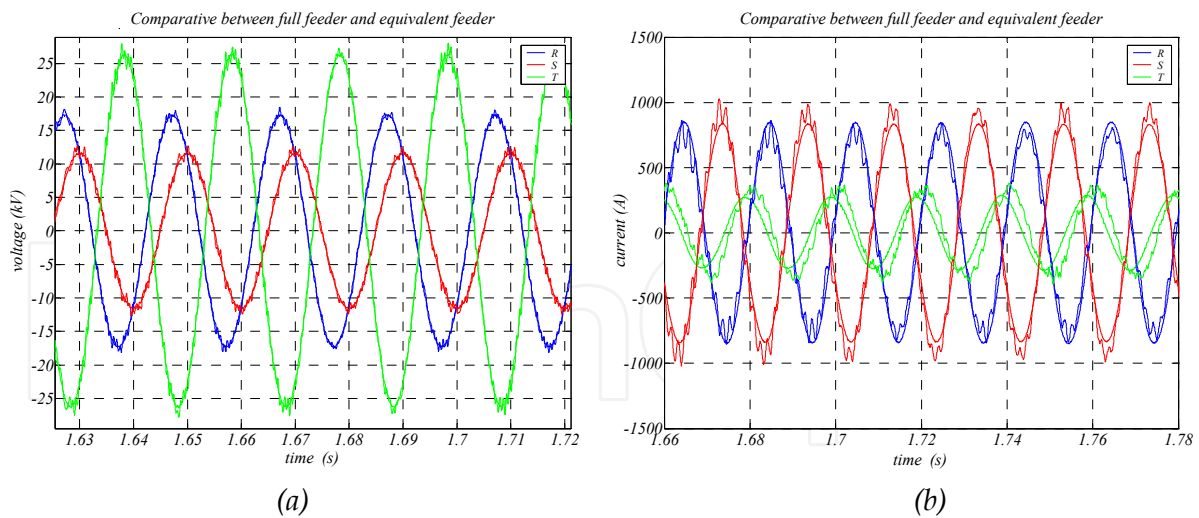 Comparative between full feeder and equivalent feeder
R
S
T
voltage (kV)
25
20
15
10
5
0
-5
-10
-15
-20
-25
1.63 1.64 1.65 1.66 1.67 1.68 1.69 1.7 1.71 1.72
time (s)
(a)
Comparative between full feeder and equivalent feeder
R
S
T
current (A)
1500
1000
500
0
-500
-1000
-1500
1.66 1.68 1.7 1.72 1.74 1.76 1.78
time (s)
(b)